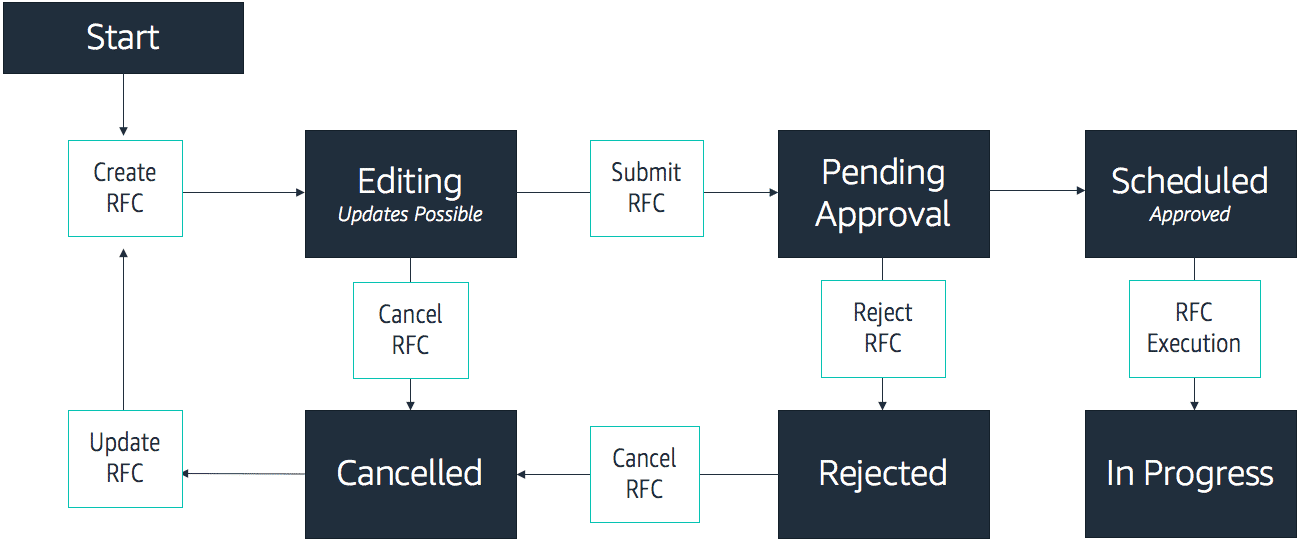 Start
Create
RFC
Editing
Updates Possible
Submit
RFC
Pending
Approval
Scheduled
Approved
Cancel
RFC
Reject
RFC
RFC
Execution
Update
RFC
Cancelled
Cancel
RFC
Rejected
In Progress